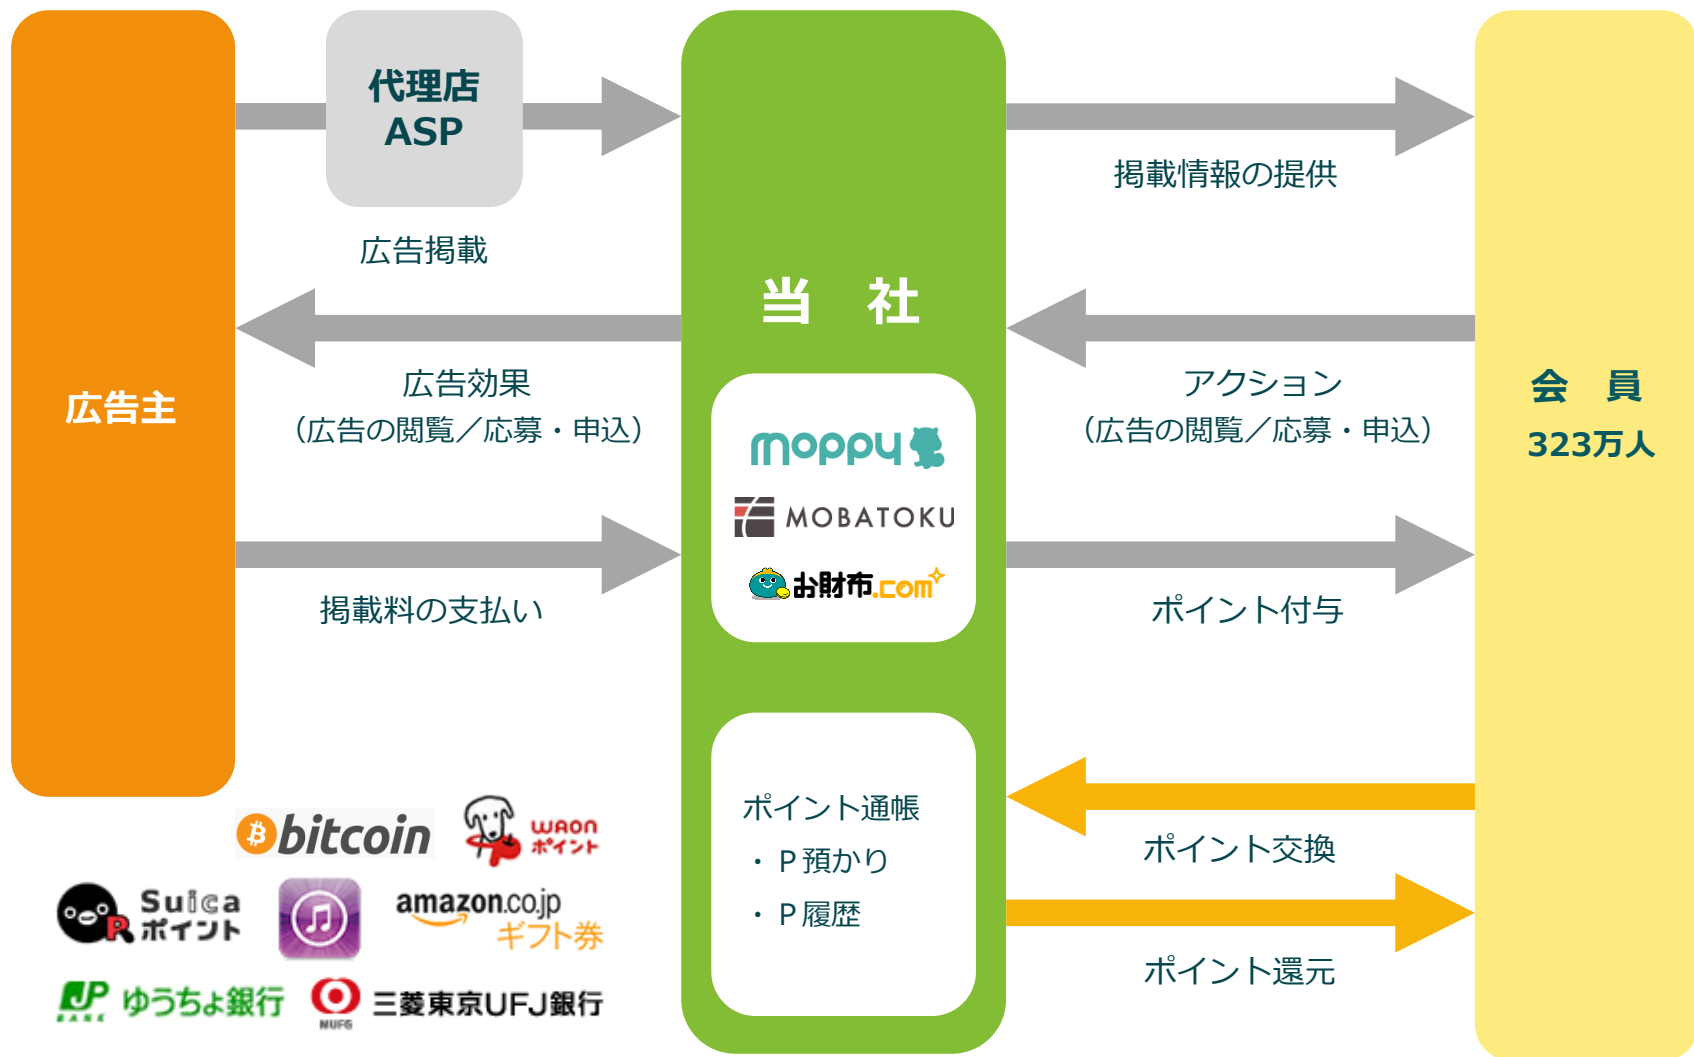 代理店
ASP
広告掲載
広告効果
（広告の閲覧／応募・申込）
広告主
掲載料の支払い
当　社
moppy
MOBATOKU
お財布.com
ポイント通帳
・Ｐ預かり
・Ｐ履歴
掲載情報の提供
アクション
（広告の閲覧／応募・申込）
ポイント付与
ポイント交換
ポイント還元
会　員
323万人
bitcoin
WAON
ポイント
Suica
ポイント
amazon.co.jp
ギフト券
JP
BANK
ゆうちょ銀行
MUFG
三菱東京UFJ銀行